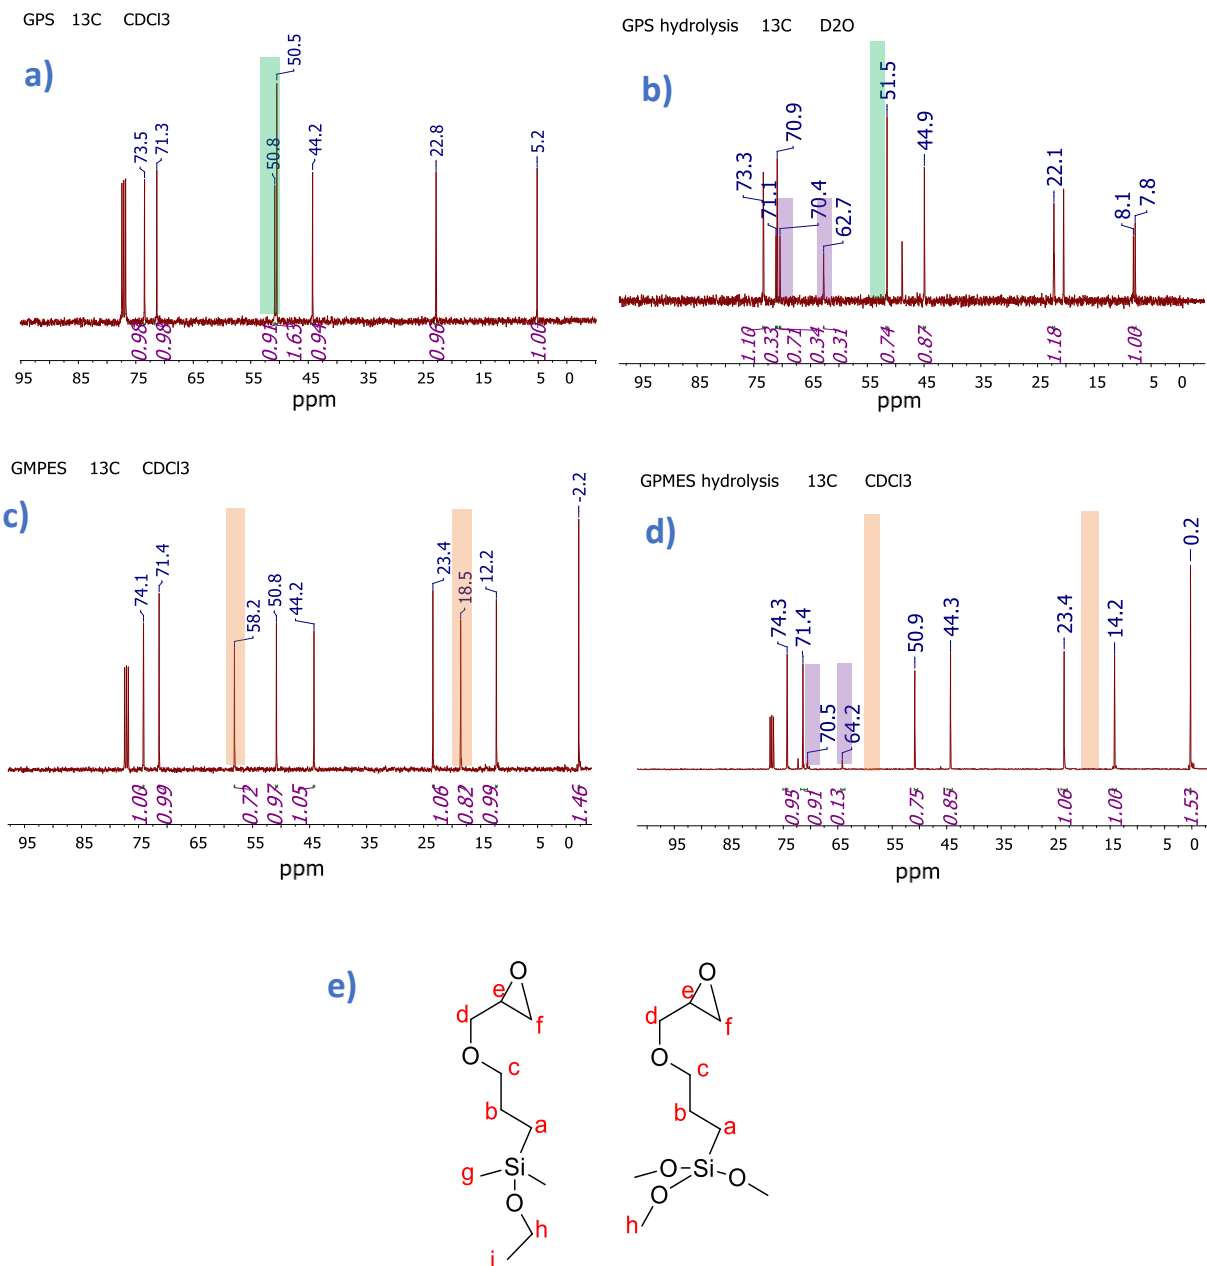 GPS 13C CDCl3
a)
73.5
71.3
50.8
50.5
44.2
22.8
5.2
0.98
0.98
0.91
1.63
0.94
0.96
1.00
95 85 75 65 55 45 35 25 15 5 0
ppm
GPS hydrolysis 13C D2O
b)
73.3
71.1
70.9
70.4
62.7
51.5
44.9
22.1
8.1
7.8
1.10
0.33
0.71
0.34
0.31
0.74
0.87
1.18
1.00
95 85 75 65 55 45 35 25 15 5 0
ppm
GMPES 13C CDCl3
c)
74.1
71.4
58.2
50.8
44.2
23.4
18.5
12.2
-2.2
1.00
0.99
0.72
0.97
1.05
1.06
0.82
0.99
1.46
95 85 75 65 55 45 35 25 15 5 0
ppm
GPMES hydrolysis 13C CDCl3
d)
74.3
71.4
70.5
64.2
50.9
44.3
23.4
14.2
0.2
0.95
0.91
0.13
0.75
0.85
1.06
1.00
1.53
95 85 75 65 55 45 35 25 15 5 0
ppm
e)
O
e
d
f
O
c
b
a
g
Si
O
h
i
O
e
d
f
O
c
b
a
O
Si
O
O
h